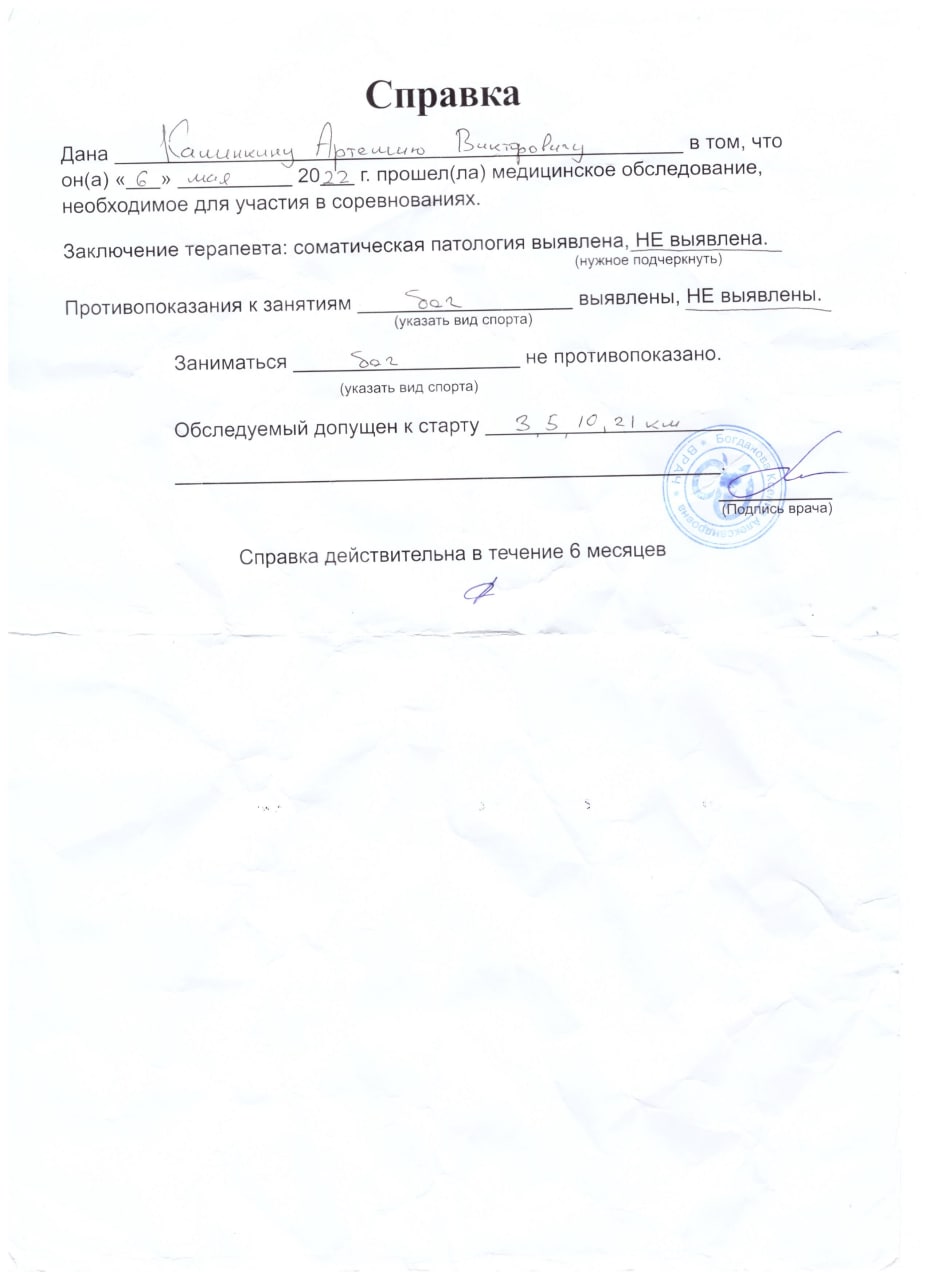 Справка
Дана Калинкину Артемию Викторовичу в том, что
он(а) «6» мая 2022 г. прошел(ла) медицинское обследование,
необходимое для участия в соревнованиях.
Заключение терапевта: соматическая патология выявлена, НЕ выявлена.
(нужное подчеркнуть)
Противопоказания к занятиям бег выявлены, НЕ выявлены.
(указать вид спорта)
Заниматься бег не противопоказано.
(указать вид спорта)
Обследуемый допущен к старту 3, 5, 10, 21 км
ВРАЧ * Богданова Александровна *
(Подпись врача)
Справка действительна в течение 6 месяцев